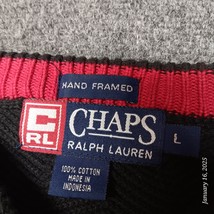 HAND FRAMED
C
RL
CHAPS
RALPH LAUREN
L
100% COTTON
MADE IN
INDONESIA
January 16, 2025